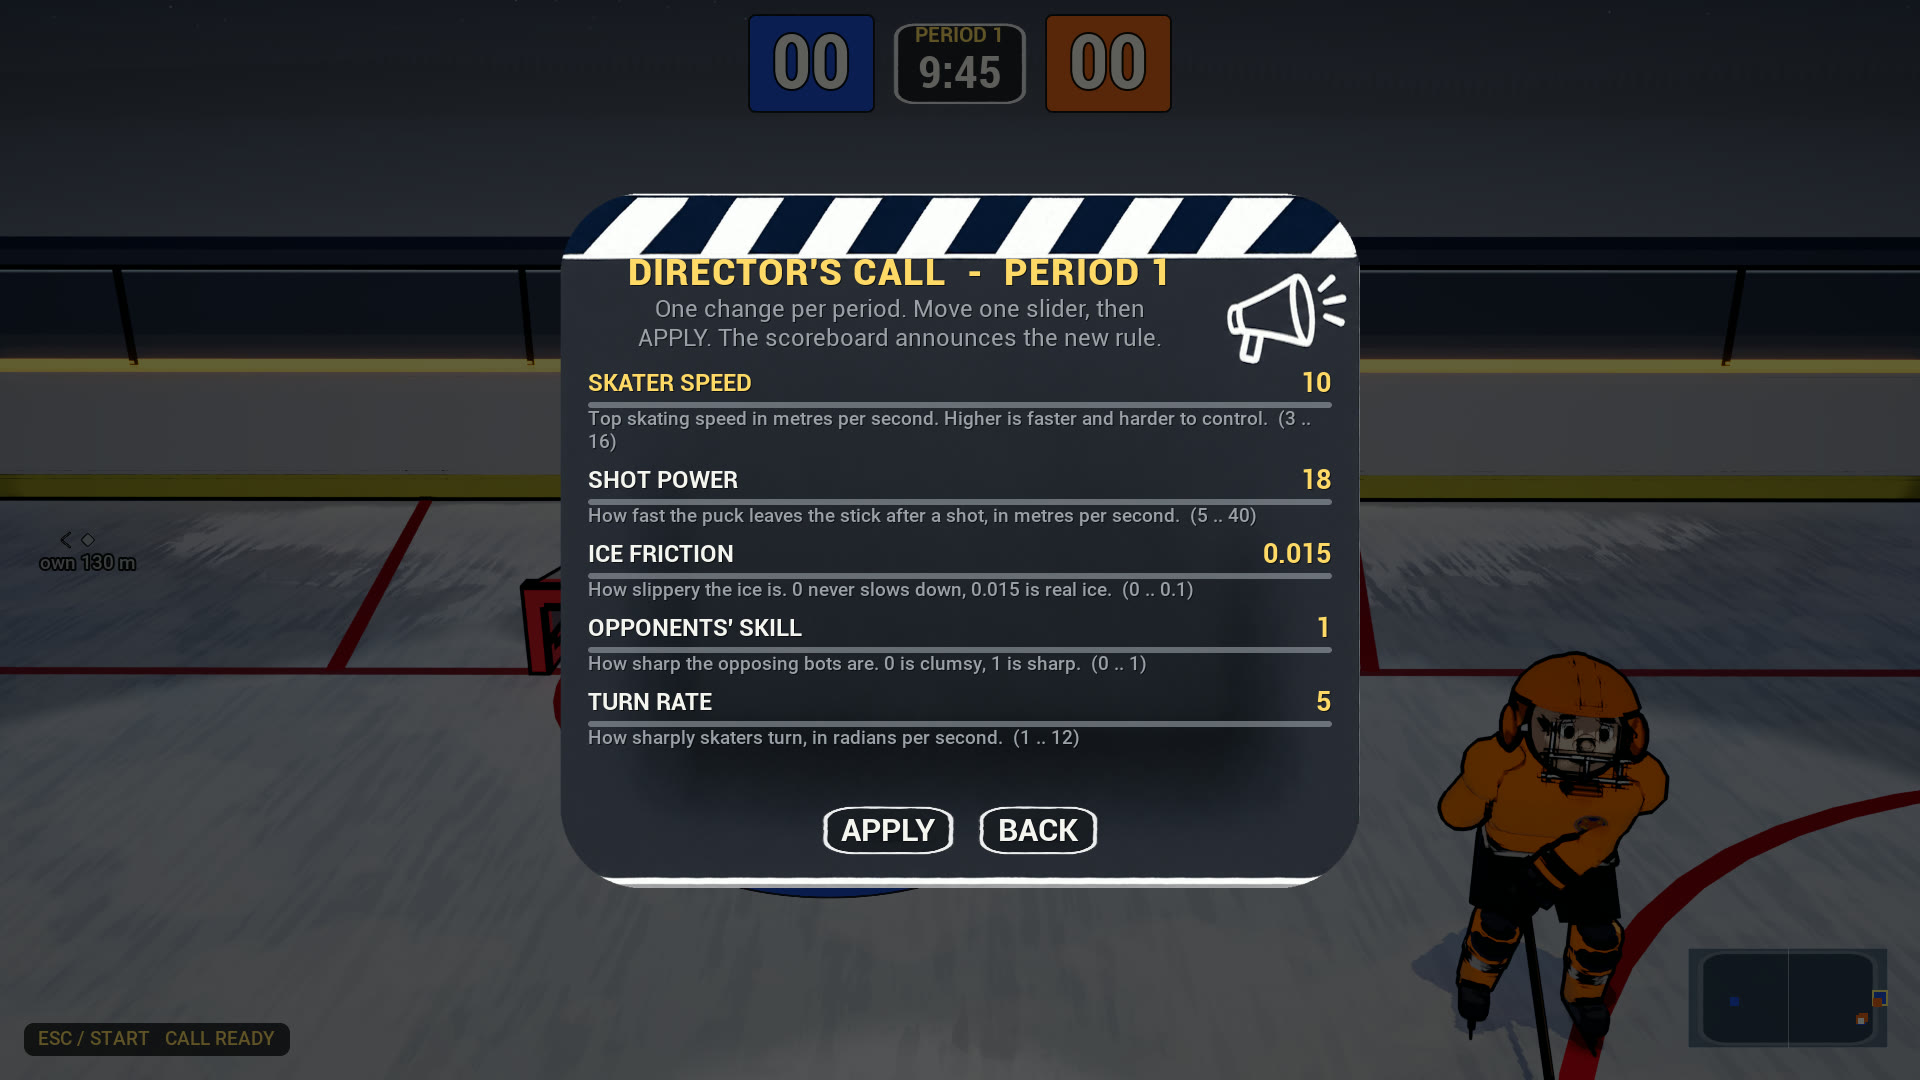 PERIOD 1
00 9:45 00
DIRECTOR'S CALL - PERIOD 1
One change per period. Move one slider, then
APPLY. The scoreboard announces the new rule.
SKATER SPEED 10
Top skating speed in metres per second. Higher is faster and harder to control. (3 ..
16)
SHOT POWER 18
How fast the puck leaves the stick after a shot, in metres per second. (5 .. 40)
ICE FRICTION 0.015
How slippery the ice is. 0 never slows down, 0.015 is real ice. (0 .. 0.1)
OPPONENTS' SKILL 1
How sharp the opposing bots are. 0 is clumsy, 1 is sharp. (0 .. 1)
TURN RATE 5
How sharply skaters turn, in radians per second. (1 .. 12)
APPLY BACK
own 130 m
ESC / START CALL READY